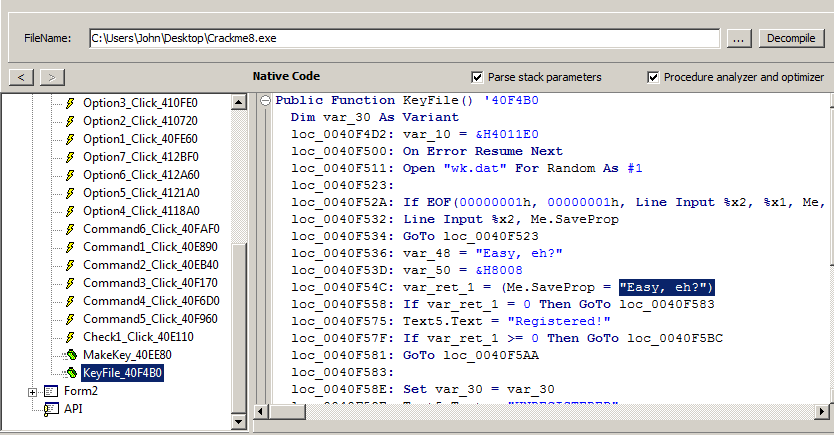 FileName:
C:\Users\John\Desktop\Crackme8.exe
...
Decompile
<
>
Native Code
Parse stack parameters
Procedure analyzer and optimizer
Option3_Click_410FE0
Option2_Click_410720
Option1_Click_40FE60
Option7_Click_412BF0
Option6_Click_412A60
Option5_Click_4121A0
Option4_Click_4118A0
Command6_Click_40FAF0
Command1_Click_40E890
Command2_Click_40EB40
Command3_Click_40F170
Command4_Click_40F6D0
Command5_Click_40F960
Check1_Click_40E110
MakeKey_40EE80
KeyFile_40F4B0
Form2
API
Public Function KeyFile() '40F4B0
Dim var_30 As Variant
loc_0040F4D2: var_10 = &H4011E0
loc_0040F500: On Error Resume Next
loc_0040F511: Open "wk.dat" For Random As #1
loc_0040F523:
loc_0040F52A: If EOF(00000001h, 00000001h, Line Input %x2, %x1, Me,
loc_0040F532: Line Input %x2, Me.SaveProp
loc_0040F534: GoTo loc_0040F523
loc_0040F536: var_48 = "Easy, eh?"
loc_0040F53D: var_50 = &H8008
loc_0040F54C: var_ret_1 = (Me.SaveProp = "Easy, eh?")
loc_0040F558: If var_ret_1 = 0 Then GoTo loc_0040F583
loc_0040F575: Text5.Text = "Registered!"
loc_0040F57F: If var_ret_1 >= 0 Then GoTo loc_0040F5BC
loc_0040F581: GoTo loc_0040F5AA
loc_0040F583:
loc_0040F58E: Set var_30 = var_30